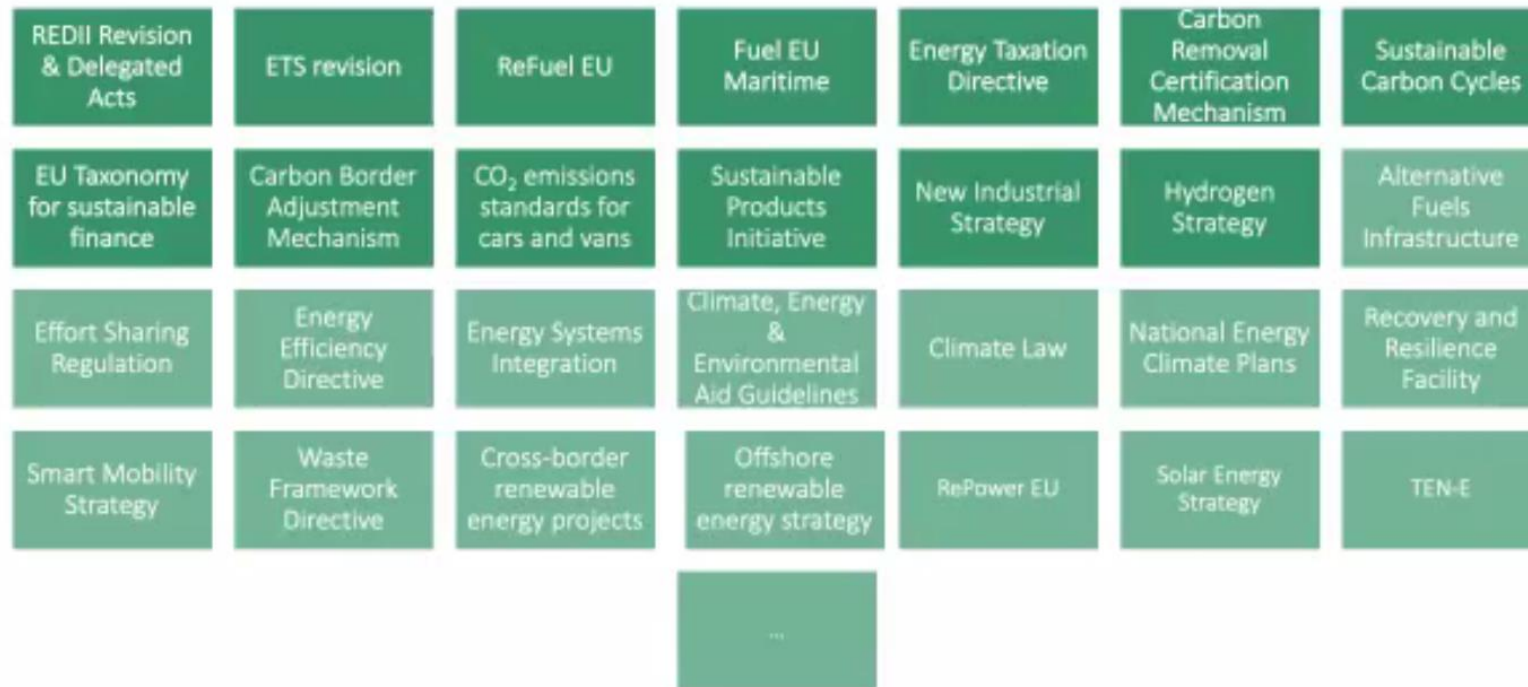 REDII Revision
& Delegated
Acts
ETS revision
ReFuel EU
Fuel EU
Maritime
Energy Taxation
Directive
Carbon
Removal
Certification
Mechanism
Sustainable
Carbon Cycles
EU Taxonomy
for sustainable
finance
Carbon Border
Adjustment
Mechanism
CO₂ emissions
standards for
cars and vans
Sustainable
Products
Initiative
New Industrial
Strategy
Hydrogen
Strategy
Alternative
Fuels
Infrastructure
Effort Sharing
Regulation
Energy
Efficiency
Directive
Energy Systems
Integration
Climate, Energy
&
Environmental
Aid Guidelines
Climate Law
National Energy
Climate Plans
Recovery and
Resilience
Facility
Smart Mobility
Strategy
Waste
Framework
Directive
Cross-border
renewable
energy projects
Offshore
renewable
energy strategy
RePower EU
Solar Energy
Strategy
TEN-E
...